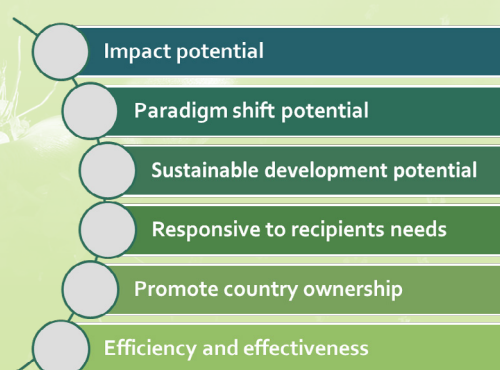 Impact potential
Paradigm shift potential
Sustainable development potential
Responsive to recipients needs
Promote country ownership
Efficiency and effectiveness